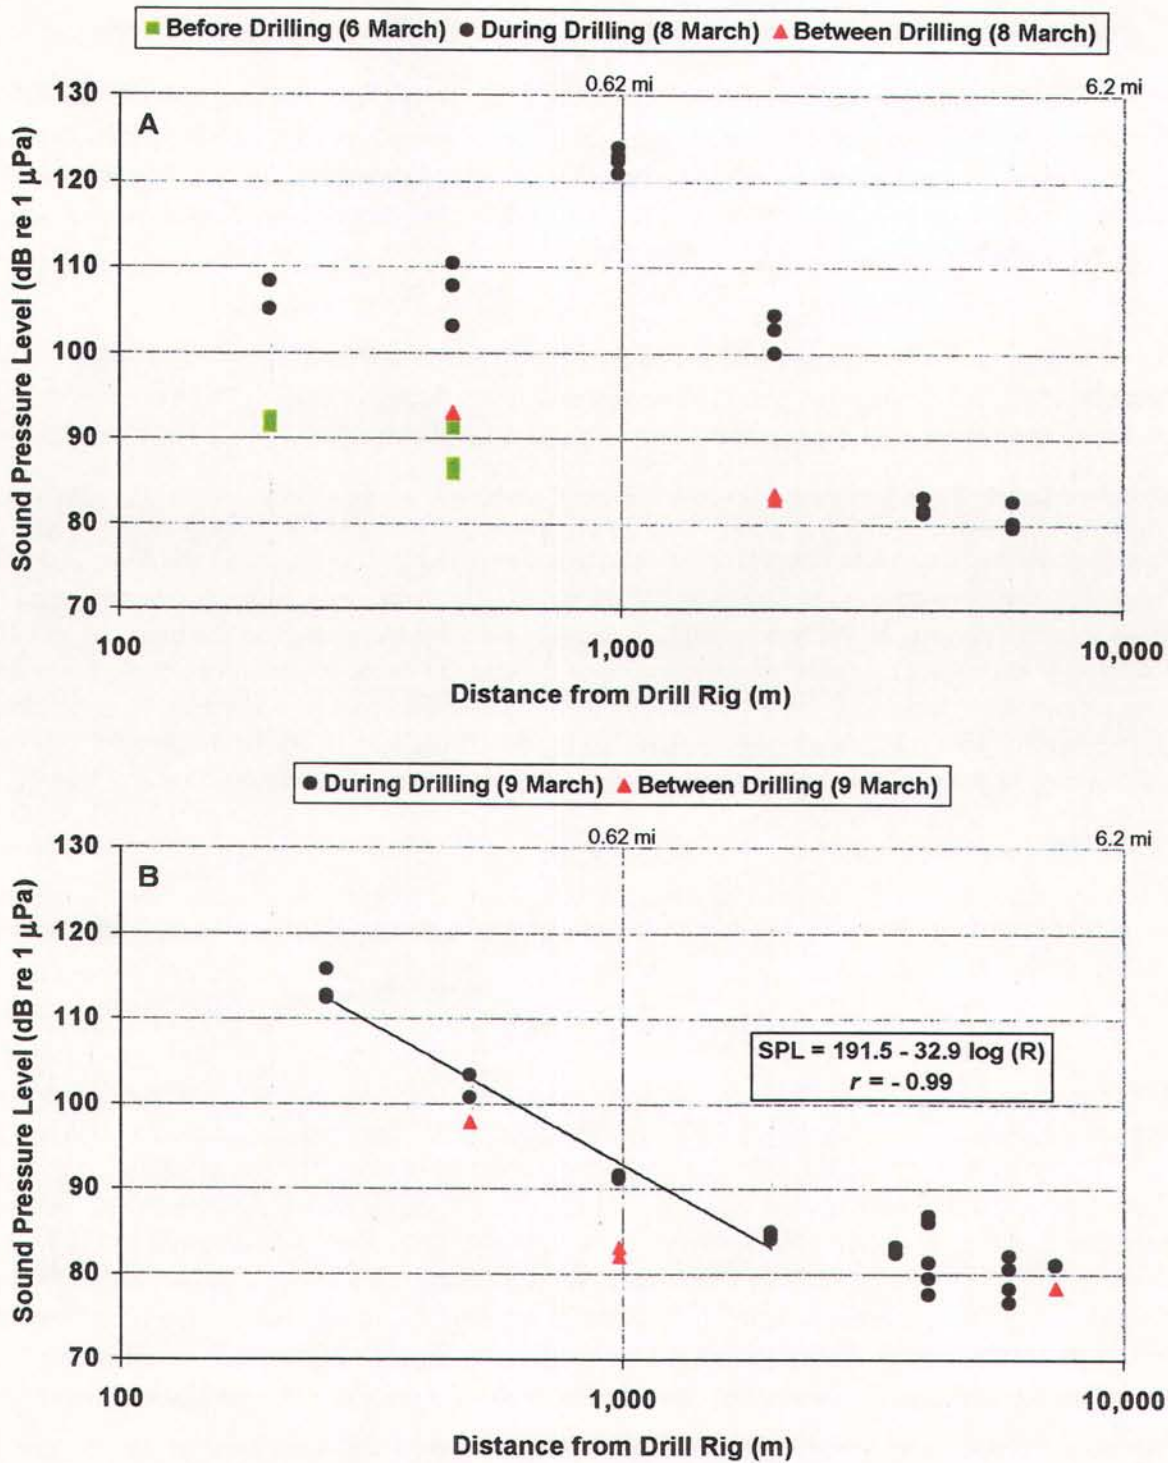 Before Drilling (6 March) During Drilling (8 March) Between Drilling (8 March)
0.62 mi 6.2 mi
A
130
120
110
100
90
80
70
Sound Pressure Level (dB re 1 µPa)
100 1,000 10,000
Distance from Drill Rig (m)
During Drilling (9 March) Between Drilling (9 March)
0.62 mi 6.2 mi
B
130
120
110
100
90
80
70
Sound Pressure Level (dB re 1 µPa)
SPL = 191.5 - 32.9 log (R)
r = - 0.99
100 1,000 10,000
Distance from Drill Rig (m)